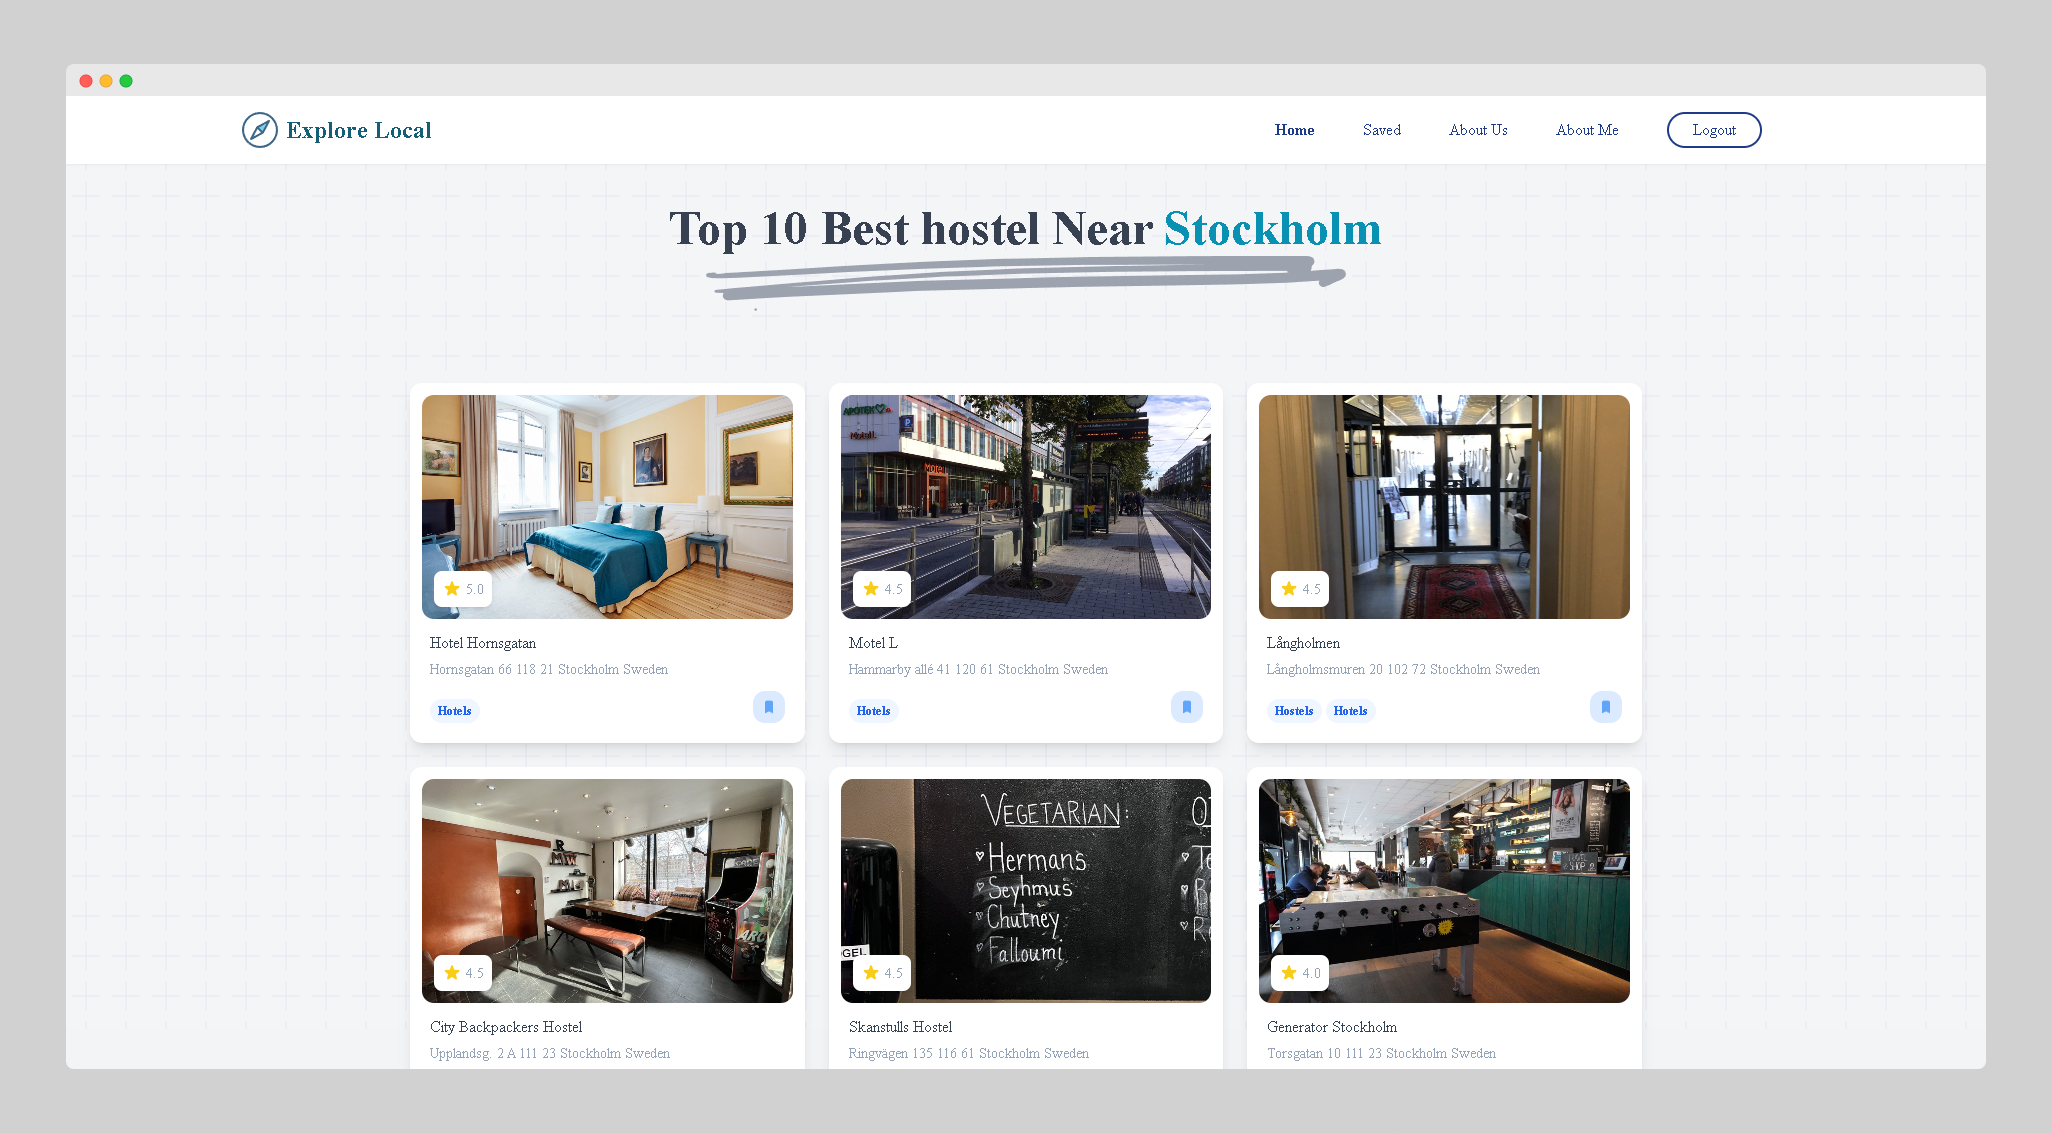 Explore Local
Home
Saved
About Us
About Me
Logout
Top 10 Best hostel Near Stockholm
APOTEK
Motel L
MOTEL L
P
5.0
4.5
4.5
Hotel Hornsgatan
Motel L
Långholmen
Hornsgatan 66 118 21 Stockholm Sweden
Hammarby allé 41 120 61 Stockholm Sweden
Långholmsmuren 20 102 72 Stockholm Sweden
Hotels
Hotels
Hostels
Hotels
VEGETARIAN:
Hermans
Seyhmus
Chutney
Falloumi
4.5
4.5
4.0
City Backpackers Hostel
Skanstulls Hostel
Generator Stockholm
Upplandsg. 2 A 111 23 Stockholm Sweden
Ringvägen 135 116 61 Stockholm Sweden
Torsgatan 10 111 23 Stockholm Sweden